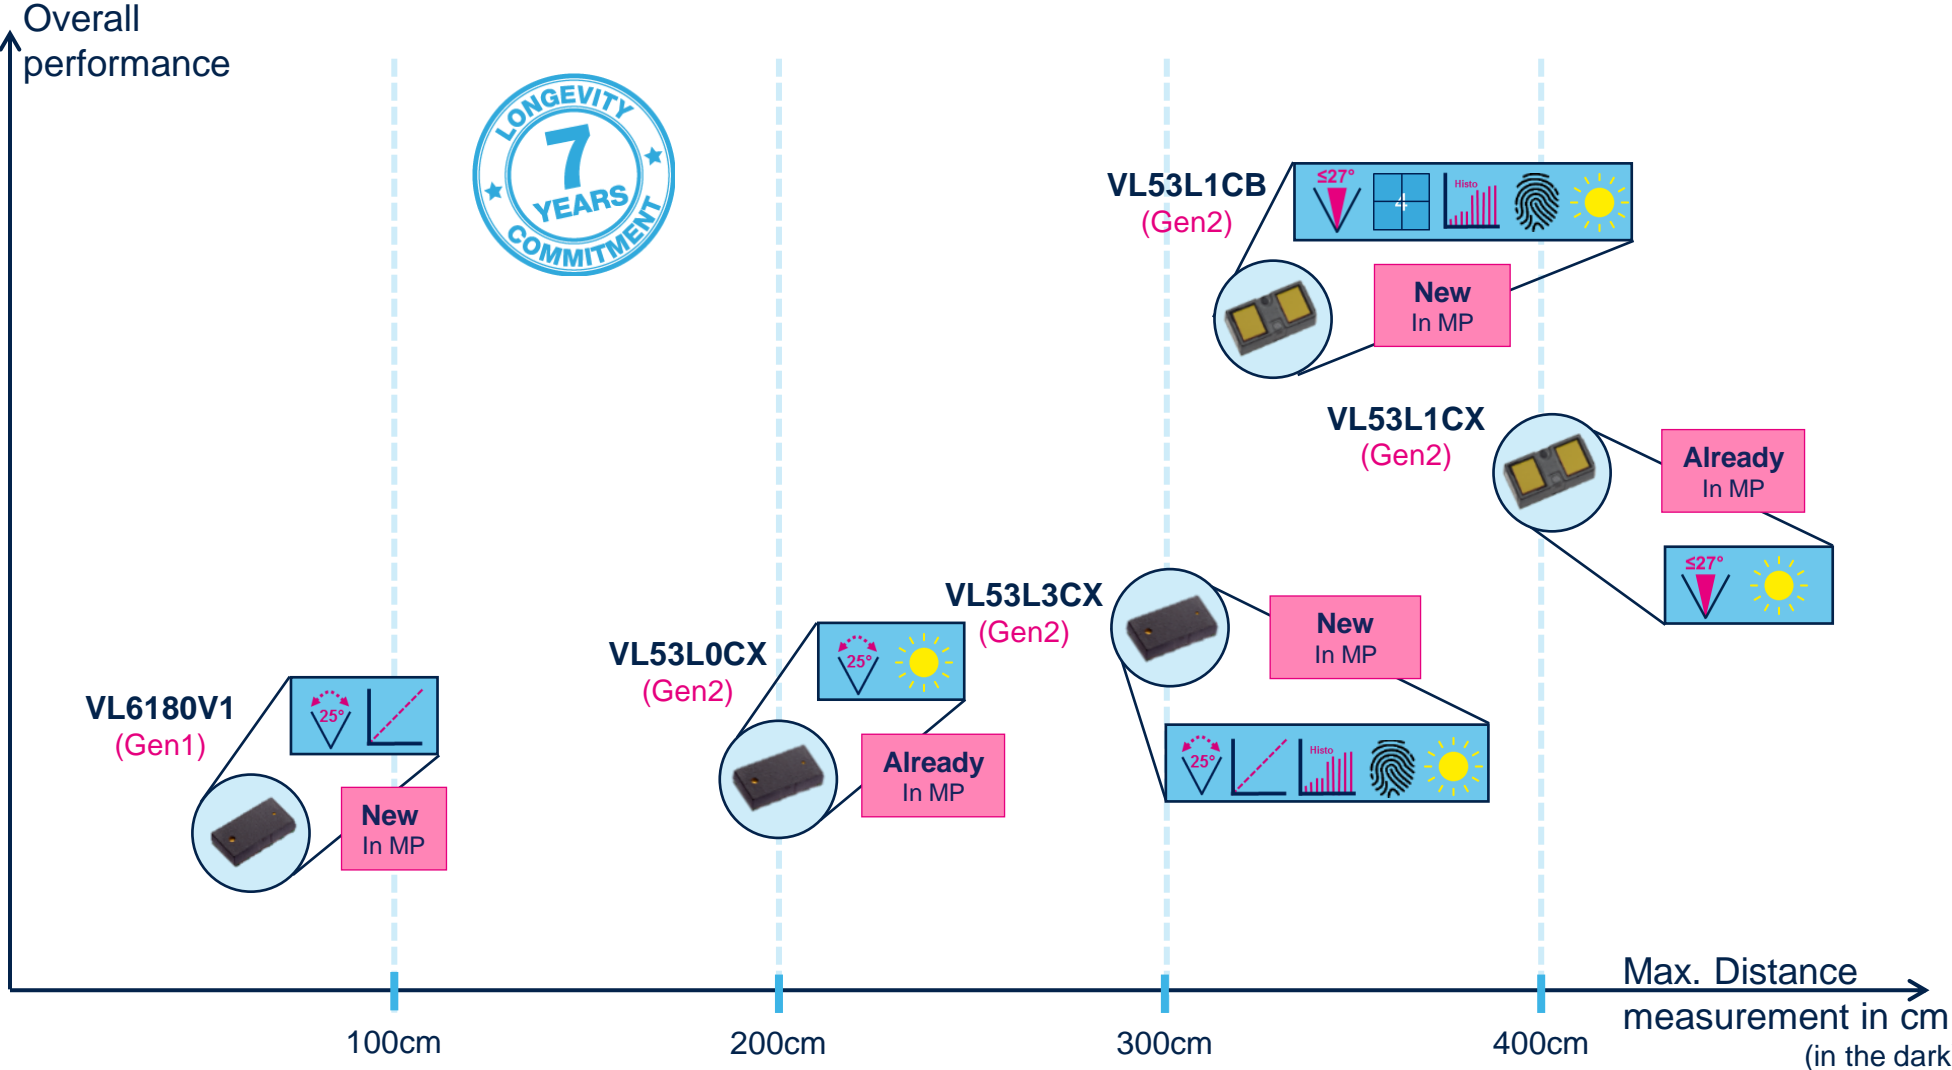 Overall
performance
LONGEVITY
7
YEARS
COMMITMENT
VL53L1CB
(Gen2)
≤27°
4
Histo
New
In MP
VL53L1CX
(Gen2)
Already
In MP
≤27°
VL53L3CX
(Gen2)
New
In MP
25°
Histo
VL53L0CX
(Gen2)
25°
Already
In MP
VL6180V1
(Gen1)
25°
New
In MP
100cm
200cm
300cm
400cm
Max. Distance
measurement in cm
(in the dark